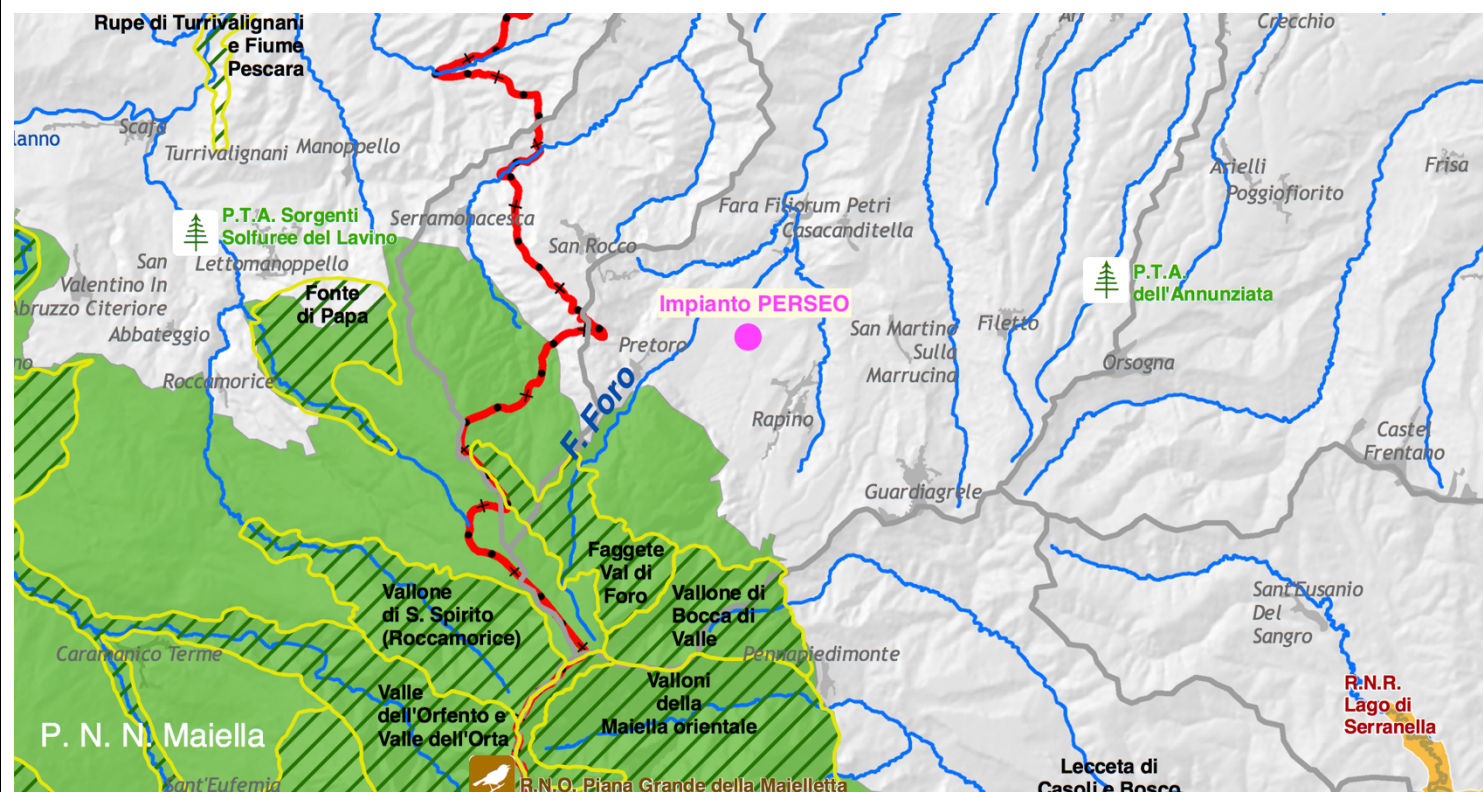 Rupe di Turrivalignani
e Fiume
Pescara
Ari
Crecchio
lanno
Scafa
Turrivalignani
Manoppello
Arielli
Poggiofiorito
Frisa
P.T.A. Sorgenti
Solfuree del Lavino
Serramonacesca
Fara Filiorum Petri
Casacanditella
San Rocco
San
Valentino In
Abruzzo Citeriore
Lettomanoppello
P.T.A.
dell'Annunziata
Fonte
di Papa
Impianto PERSEO
Abbateggio
Pretoro
San Martino
Sulla
Marrucina
Filetto
Orsogna
no
Roccamorice
F. Foro
Rapino
Castel
Frentano
Guardiagrele
Faggete
Val di
Foro
Vallone
di S. Spirito
(Roccamorice)
Vallone di
Bocca di
Valle
Sant'Eusanio
Del
Sangro
Caramanico Terme
Pennapiedimonte
Valle
dell'Orfento e
Valle dell'Orta
Valloni
della
Maiella orientale
R.N.R.
Lago di
Serranella
P. N. N. Maiella
Sant'Eufemia
R.N.O. Piana Grande della Maielletta
Lecceta di
Casoli e Bosco